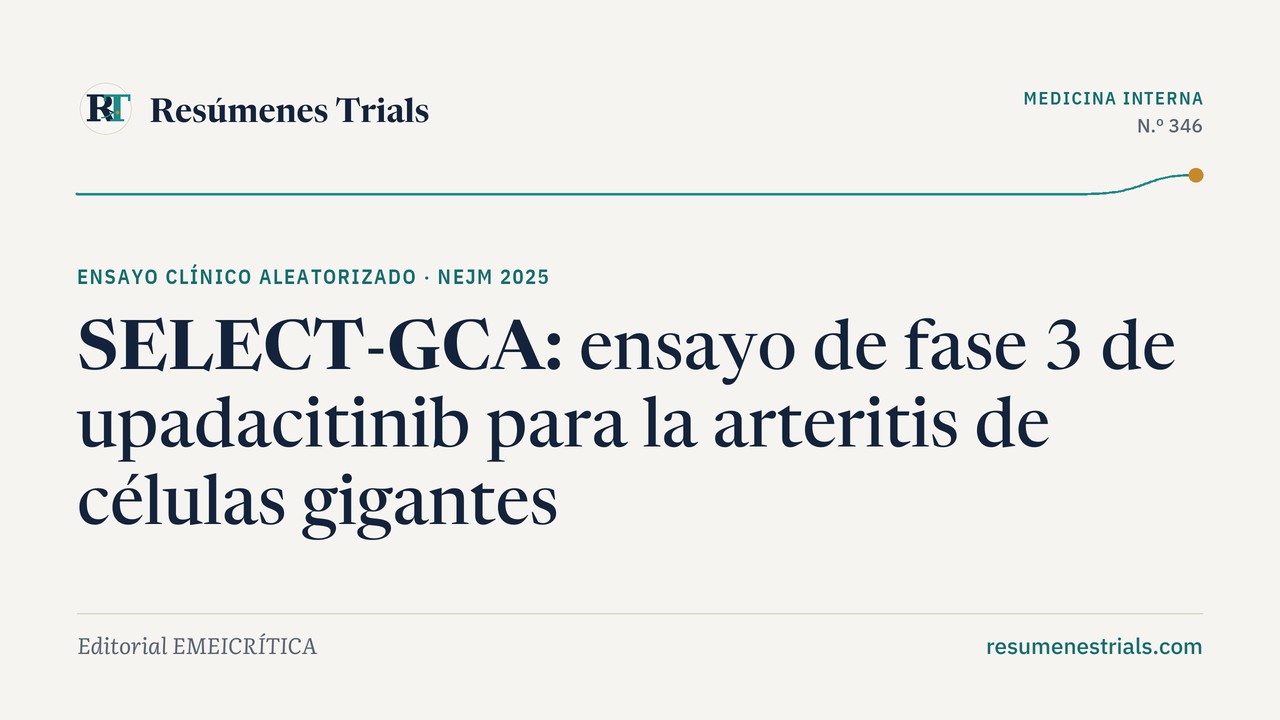 RT Resúmenes Trials
MEDICINA INTERNA
N.º 346
ENSAYO CLÍNICO ALEATORIZADO · NEJM 2025
SELECT-GCA: ensayo de fase 3 de
upadacitinib para la arteritis de
células gigantes
Editorial EMEICRÍTICA
resumenestrials.com